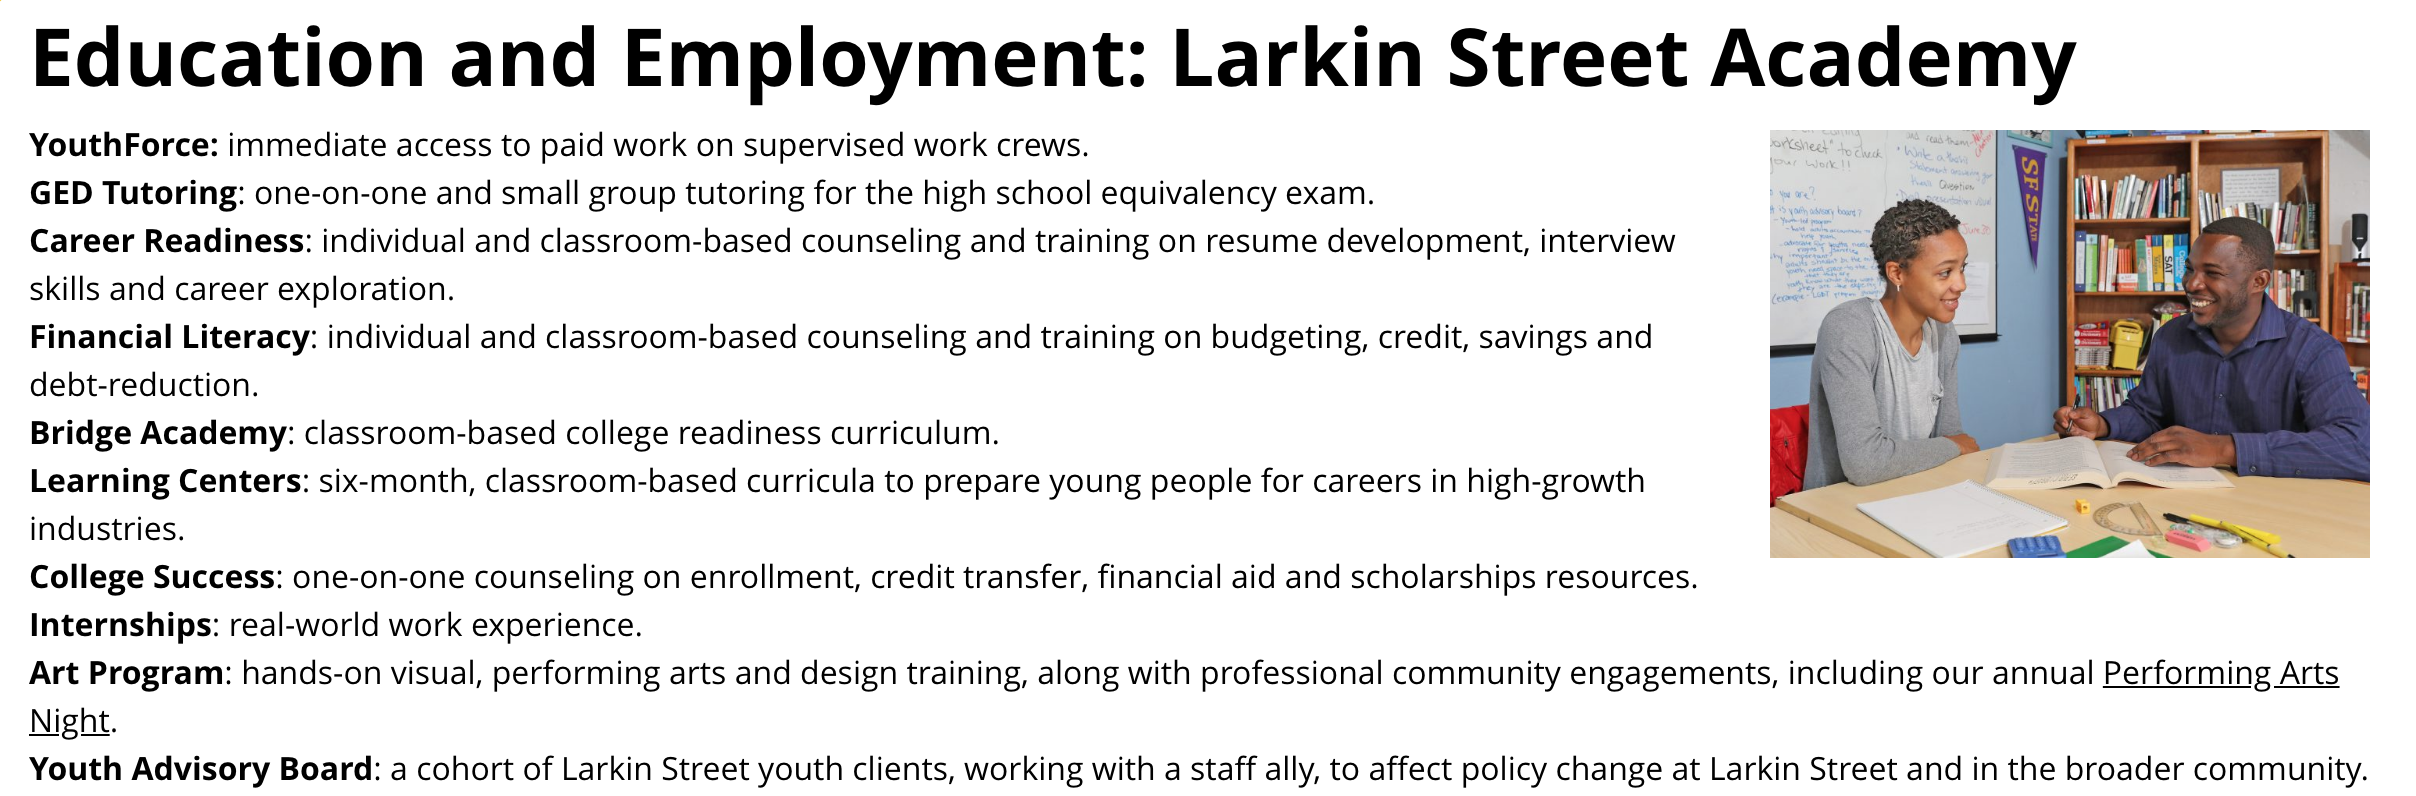 Education and Employment: Larkin Street Academy
YouthForce: immediate access to paid work on supervised work crews.
GED Tutoring: one-on-one and small group tutoring for the high school equivalency exam.
Career Readiness: individual and classroom-based counseling and training on resume development, interview
skills and career exploration.
Financial Literacy: individual and classroom-based counseling and training on budgeting, credit, savings and
debt-reduction.
Bridge Academy: classroom-based college readiness curriculum.
Learning Centers: six-month, classroom-based curricula to prepare young people for careers in high-growth
industries.
College Success: one-on-one counseling on enrollment, credit transfer, financial aid and scholarships resources.
Internships: real-world work experience.
Art Program: hands-on visual, performing arts and design training, along with professional community engagements, including our annual Performing Arts
Night.
Youth Advisory Board: a cohort of Larkin Street youth clients, working with a staff ally, to affect policy change at Larkin Street and in the broader community.
worksheet" to check
your work!!
SF STATE
SAT